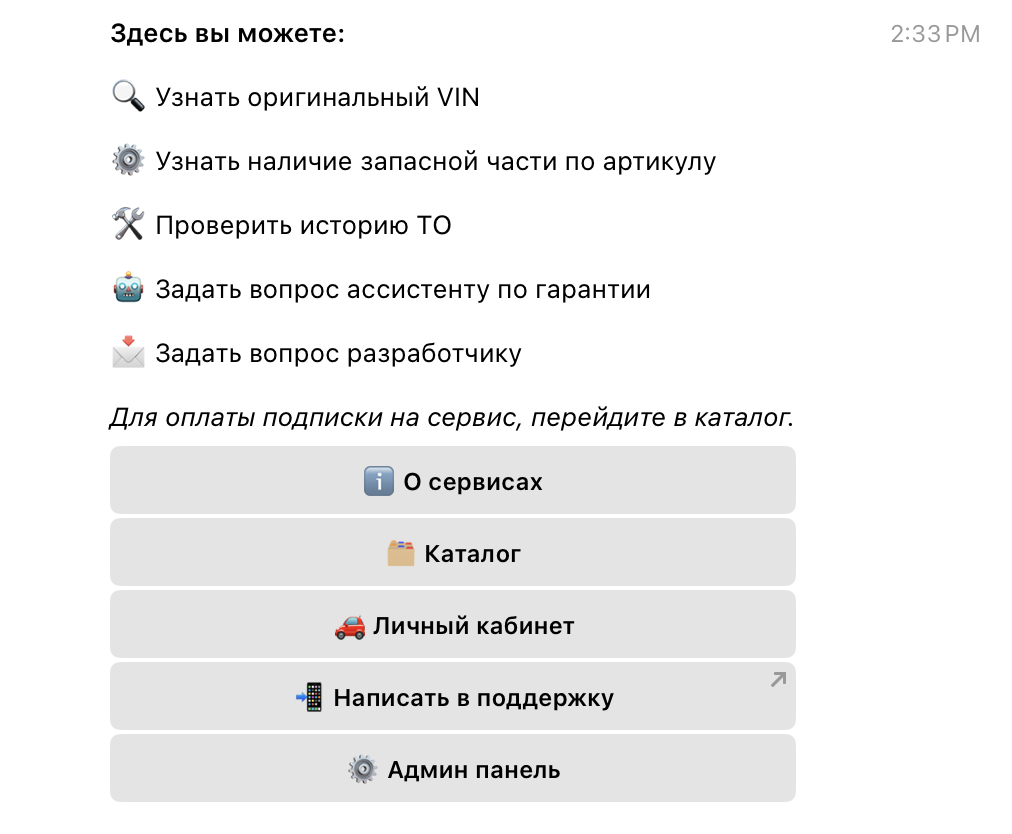 Здесь вы можете:
2:33 PM
🔍 Узнать оригинальный VIN
⚙️ Узнать наличие запасной части по артикулу
🛠 Проверить историю ТО
🤖 Задать вопрос ассистенту по гарантии
📩 Задать вопрос разработчику
Для оплаты подписки на сервис, перейдите в каталог.
ℹ️ О сервисах
🗂 Каталог
🚗 Личный кабинет
📲 Написать в поддержку
⚙️ Админ панель